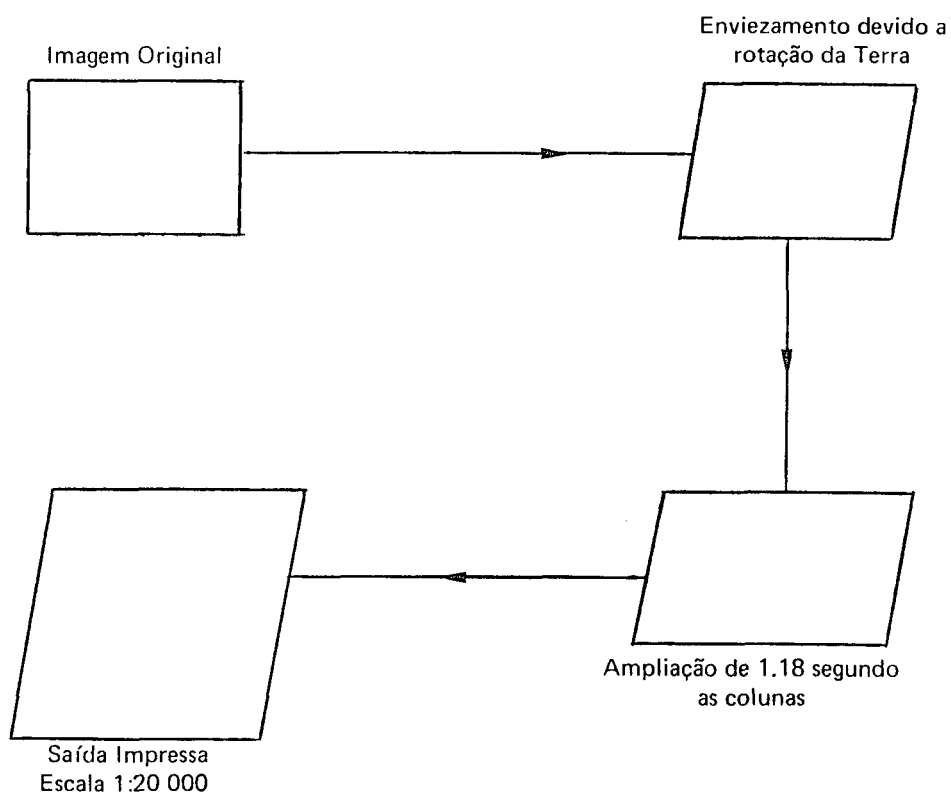 Imagem Original
Enviezamento devido a
rotação da Terra
Ampliação de 1.18 segundo
as colunas
Saída Impressa
Escala 1:20 000